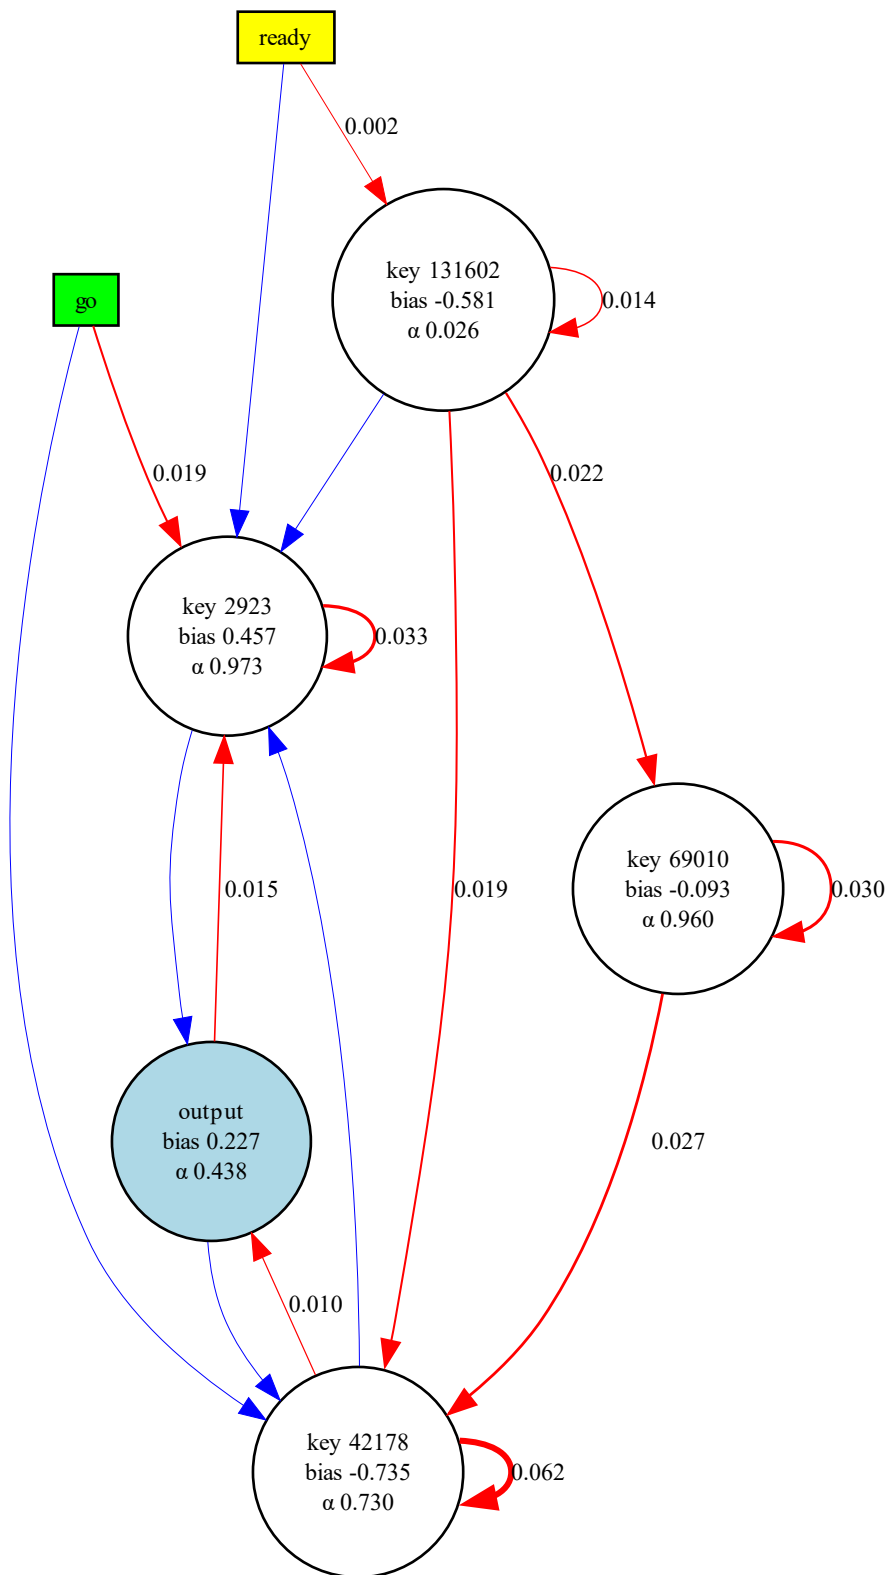 ready
0.002
key 131602
bias -0.581
α 0.026
0.014
go
0.019
0.022
key 2923
bias 0.457
α 0.973
0.033
key 69010
bias -0.093
α 0.960
0.030
0.015
0.019
output
bias 0.227
α 0.438
0.027
0.010
key 42178
bias -0.735
α 0.730
0.062